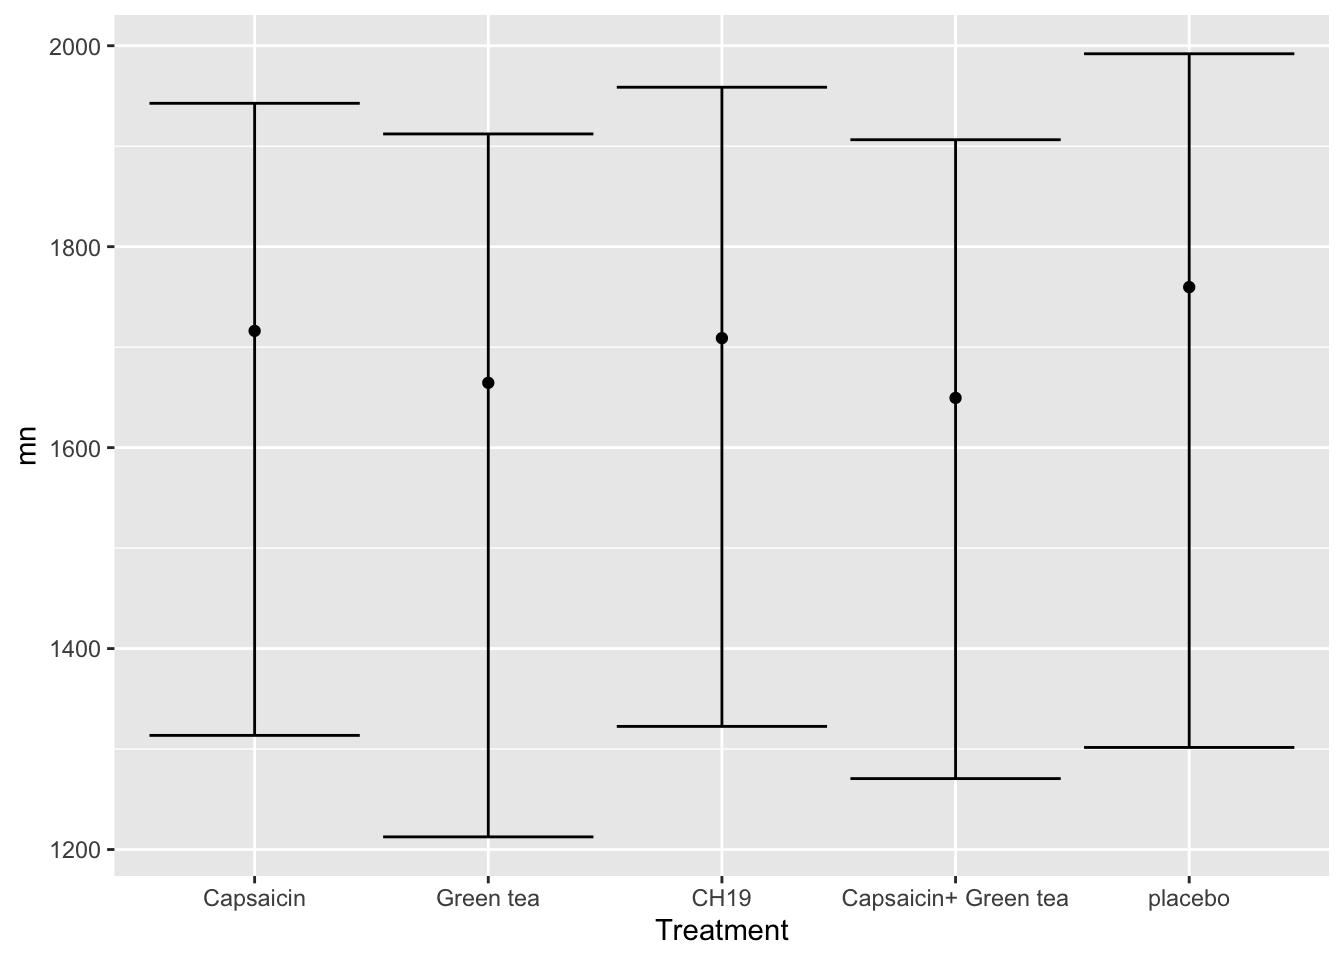 2000
1800
1600
1400
1200
mn
Capsaicin
Green tea
CH19
Capsaicin+ Green tea
placebo
Treatment